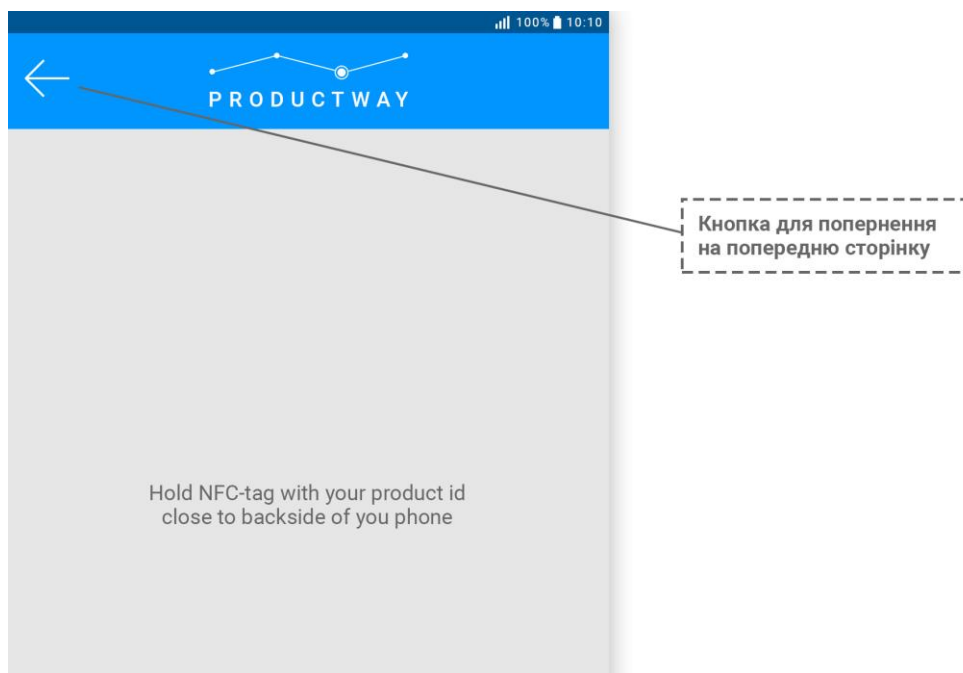 100% 10:10
PRODUCTWAY
Кнопка для попернення
на попередню сторінку
Hold NFC-tag with your product id
close to backside of you phone